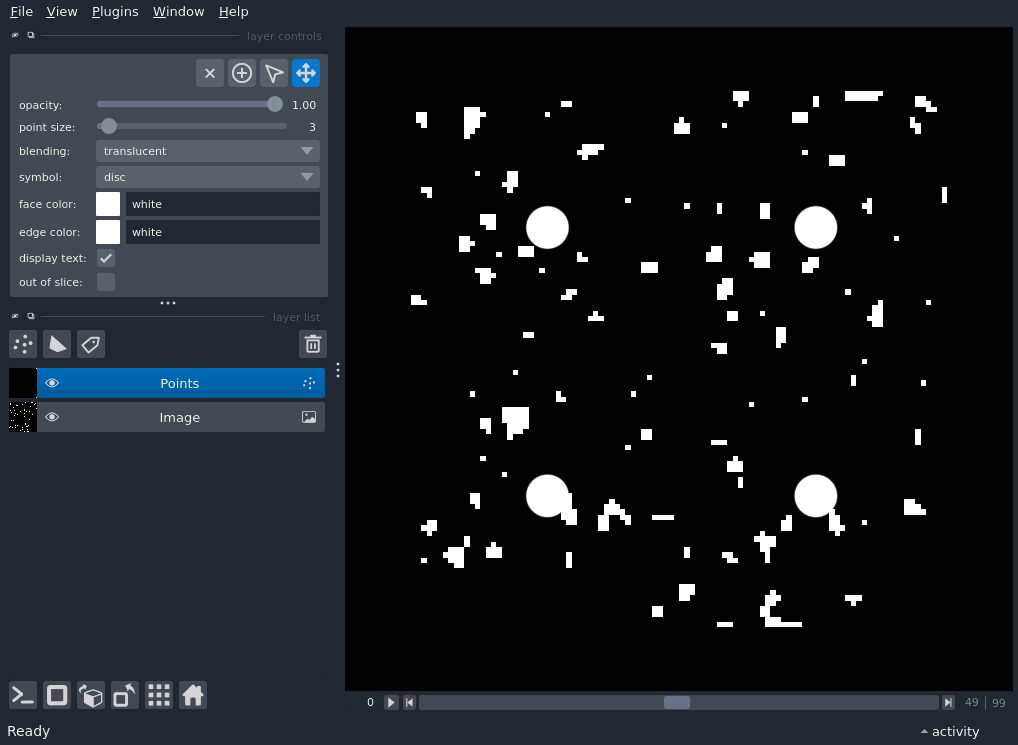 File View Plugins Window Help
layer controls
opacity: 1.00
point size: 3
blending: translucent
symbol: disc
face color: white
edge color: white
display text:
out of slice:
layer list
Points
Image
0 49 99
Ready activity